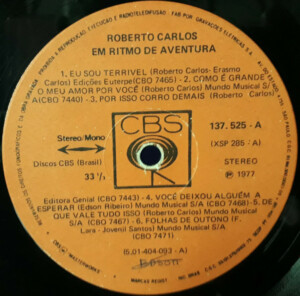 ROBERTO CARLOS
EM RITMO DE AVENTURA
1. EU SOU TERRIVEL (Roberto Carlos- Erasmo
Carlos) Edições Euterpe(CBO 7465) - 2. COMO É GRANDE
O MEU AMOR POR VOCÊ (Roberto Carlos) Mundo Musical S/
A(CBO 7440) - 3. POR ISSO CORRO DEMAIS (Roberto Carlos)
CBS
137.525 - A
(XSP 285 - A)
Stereo/Mono
Discos CBS (Brasil)
STEREO
33 ⅓
℗ 1977
Editora Genial (CBO 7443) - 4. VOCÊ DEIXOU ALGUÉM A
ESPERAR (Edson Ribeiro) Mundo Musical S/A (CBO 7468) - 5. DE
QUE VALE TUDO ISSO (Roberto Carlos) Mundo Musical
S/A (CBO 7467) - 6. FOLHAS DE OUTONO (F.
Lara - Jovenil Santos) Mundo Musical S/A
(CBO 7471)
(5.01-404-093 - A)